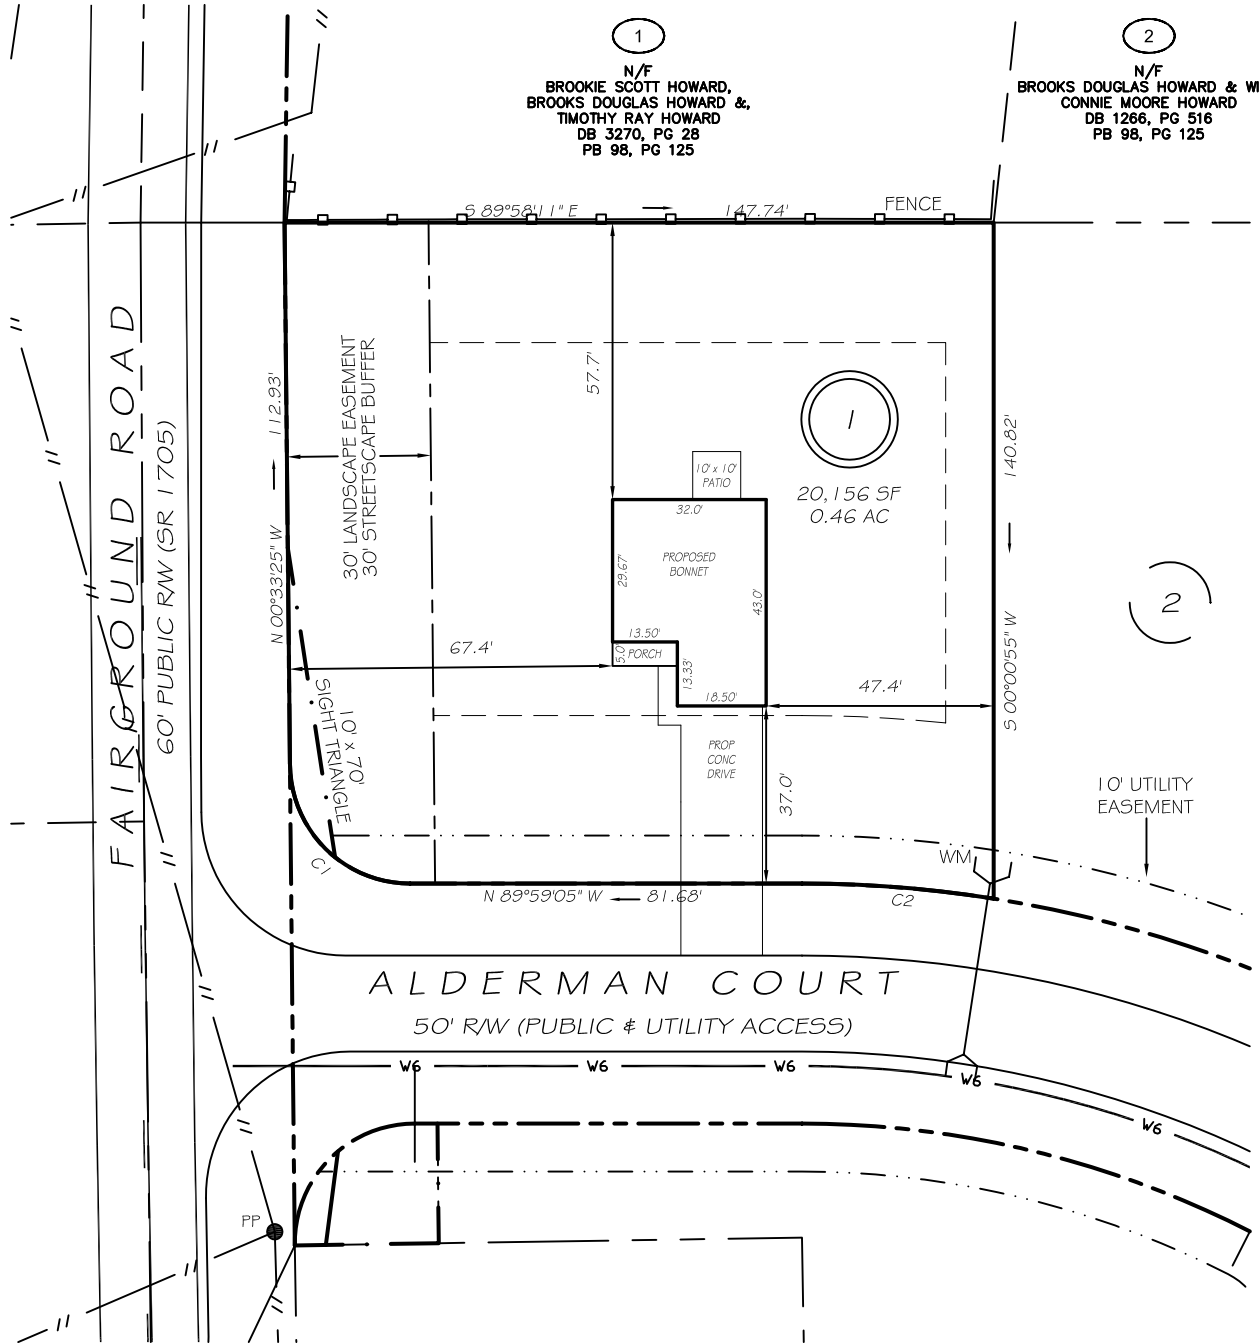 1
N/F
BROOKIE SCOTT HOWARD,
BROOKS DOUGLAS HOWARD &,
TIMOTHY RAY HOWARD
DB 3270, PG 28
PB 98, PG 125
2
N/F
BROOKS DOUGLAS HOWARD & WI
CONNIE MOORE HOWARD
DB 1266, PG 516
PB 98, PG 125
S 89°58'11" E
147.74'
FENCE
FAIRGROUND ROAD
60' PUBLIC R/W (SR 1705)
N 00°33'25" W
112.93'
30' LANDSCAPE EASEMENT
30' STREETSCAPE BUFFER
57.7'
1
20,156 SF
0.46 AC
10' x 10'
PATIO
32.0'
PROPOSED
BONNET
29.67'
43.0'
13.50'
5.0'
PORCH
13.33'
18.50'
67.4'
47.4'
140.82'
S 00°00'55" W
2
10' x 70'
SIGHT TRIANGLE
PROP
CONC
DRIVE
37.0'
10' UTILITY
EASEMENT
WM
C1
N 89°59'05" W
81.68'
C2
ALDERMAN COURT
50' R/W (PUBLIC & UTILITY ACCESS)
W6
W6
W6
W6
W6
PP